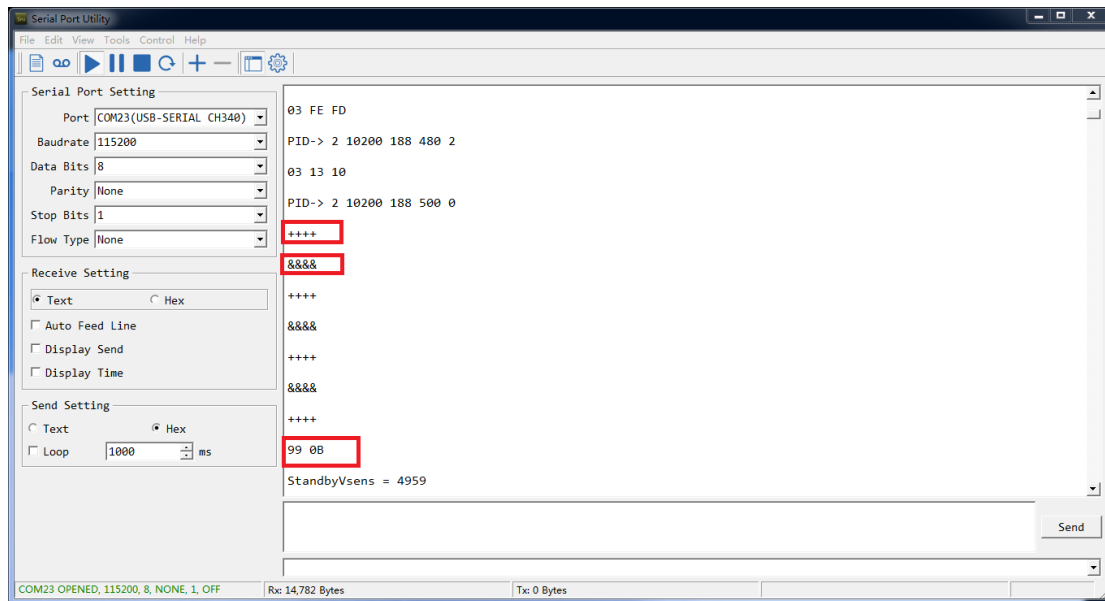 Serial Port Utility
File Edit View Tools Control Help
Serial Port Setting
Port COM23(USB-SERIAL CH340)
Baudrate 115200
Data Bits 8
Parity None
Stop Bits 1
Flow Type None
Receive Setting
Text Hex
Auto Feed Line
Display Send
Display Time
Send Setting
Text Hex
Loop 1000 ms
03 FE FD
PID-> 2 10200 188 480 2
03 13 10
PID-> 2 10200 188 500 0
++++
&&&&
++++
&&&&
++++
&&&&
++++
99 0B
StandbyVsens = 4959
Send
COM23 OPENED, 115200, 8, NONE, 1, OFF Rx: 14,782 Bytes Tx: 0 Bytes